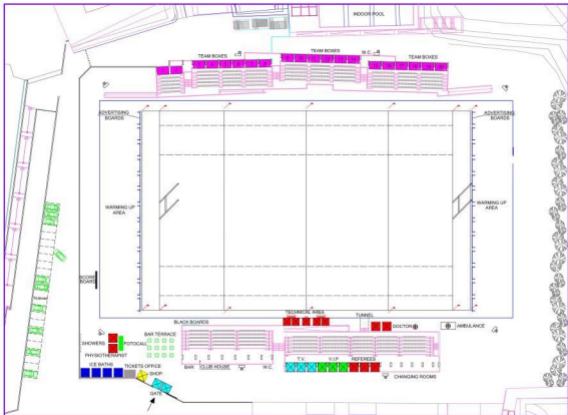 INDOOR POOL
TEAM BOXES
TEAM BOXES
W.C.
TEAM BOXES
ADVERTISING
BOARDS
ADVERTISING
BOARDS
WARMING UP
AREA
WARMING UP
AREA
SCORE
BOARD
TECHNICAL AREA
TUNNEL
BLACK BOARDS
DOCTOR
AMBULANCE
SHOWERS
POTOCALL
BAR TERRACE
PHYSIOTHERAPIST
BAR
CLUB HOUSE
W.C.
T.V.
V.I.P
REFEREES
ICE BATHS
TICKETS OFFICE
SHOP
CHANGING ROOMS
GATE